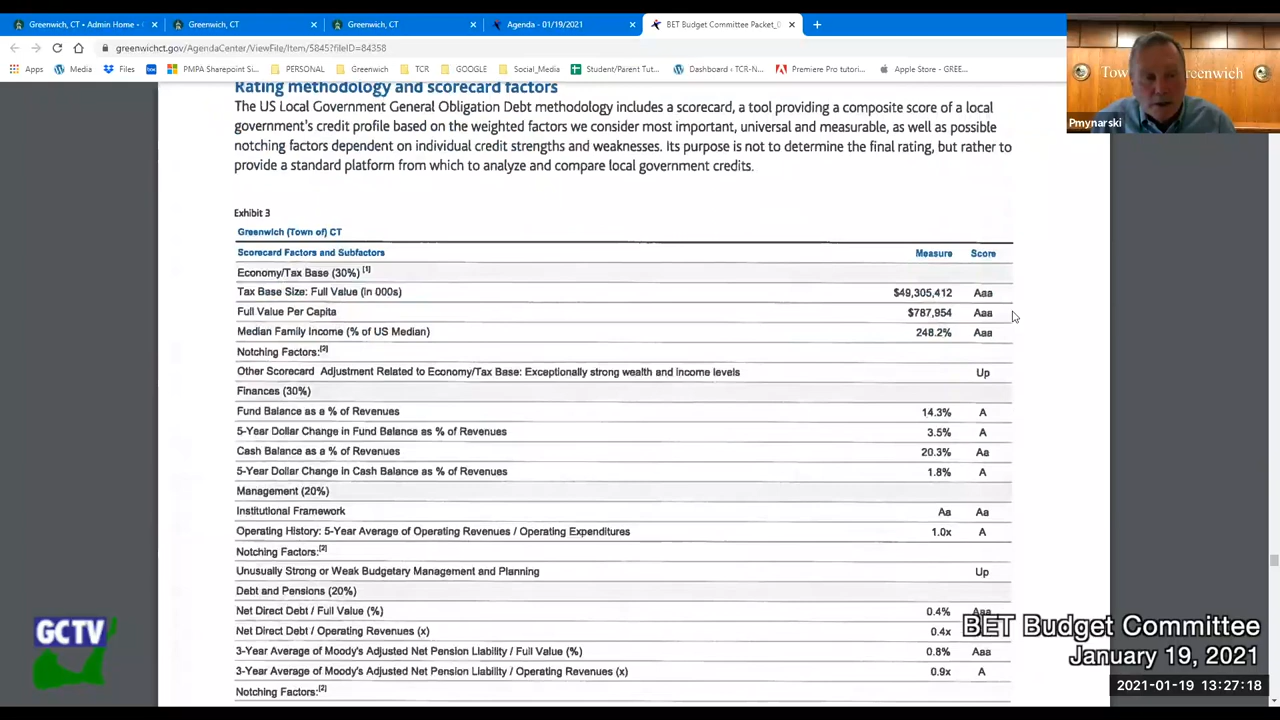 Greenwich, CT • Admin Home •
Greenwich, CT
Greenwich, CT
Agenda - 01/19/2021
BET Budget Committee Packet_0
greenwichct.gov/AgendaCenter/ViewFile/Item/5845?fileID=84358
Apps
Media
Files
PMPA Sharepoint Si...
PERSONAL
Greenwich
TCR
GOOGLE
Social_Media
Student/Parent Tut...
Dashboard ‹ TCR-N...
Premiere Pro tutori...
Apple Store - GREE...
Pmynarski
Rating methodology and scorecard factors
The US Local Government General Obligation Debt methodology includes a scorecard, a tool providing a composite score of a local
government's credit profile based on the weighted factors we consider most important, universal and measurable, as well as possible
notching factors dependent on individual credit strengths and weaknesses. Its purpose is not to determine the final rating, but rather to
provide a standard platform from which to analyze and compare local government credits.
Exhibit 3
Greenwich (Town of) CT
Scorecard Factors and Subfactors Measure Score
Economy/Tax Base (30%) [1]
Tax Base Size: Full Value (in 000s) $49,305,412 Aaa
Full Value Per Capita $787,954 Aaa
Median Family Income (% of US Median) 248.2% Aaa
Notching Factors:[2]
Other Scorecard Adjustment Related to Economy/Tax Base: Exceptionally strong wealth and income levels Up
Finances (30%)
Fund Balance as a % of Revenues 14.3% A
5-Year Dollar Change in Fund Balance as % of Revenues 3.5% A
Cash Balance as a % of Revenues 20.3% Aa
5-Year Dollar Change in Cash Balance as % of Revenues 1.8% A
Management (20%)
Institutional Framework Aa Aa
Operating History: 5-Year Average of Operating Revenues / Operating Expenditures 1.0x A
Notching Factors:[2]
Unusually Strong or Weak Budgetary Management and Planning Up
Debt and Pensions (20%)
Net Direct Debt / Full Value (%) 0.4% Aaa
Net Direct Debt / Operating Revenues (x) 0.4x
3-Year Average of Moody's Adjusted Net Pension Liability / Full Value (%) 0.8% Aaa
3-Year Average of Moody's Adjusted Net Pension Liability / Operating Revenues (x) 0.9x A
Notching Factors:[2]
GCTV
BET Budget Committee
January 19, 2021
2021-01-19 13:27:18